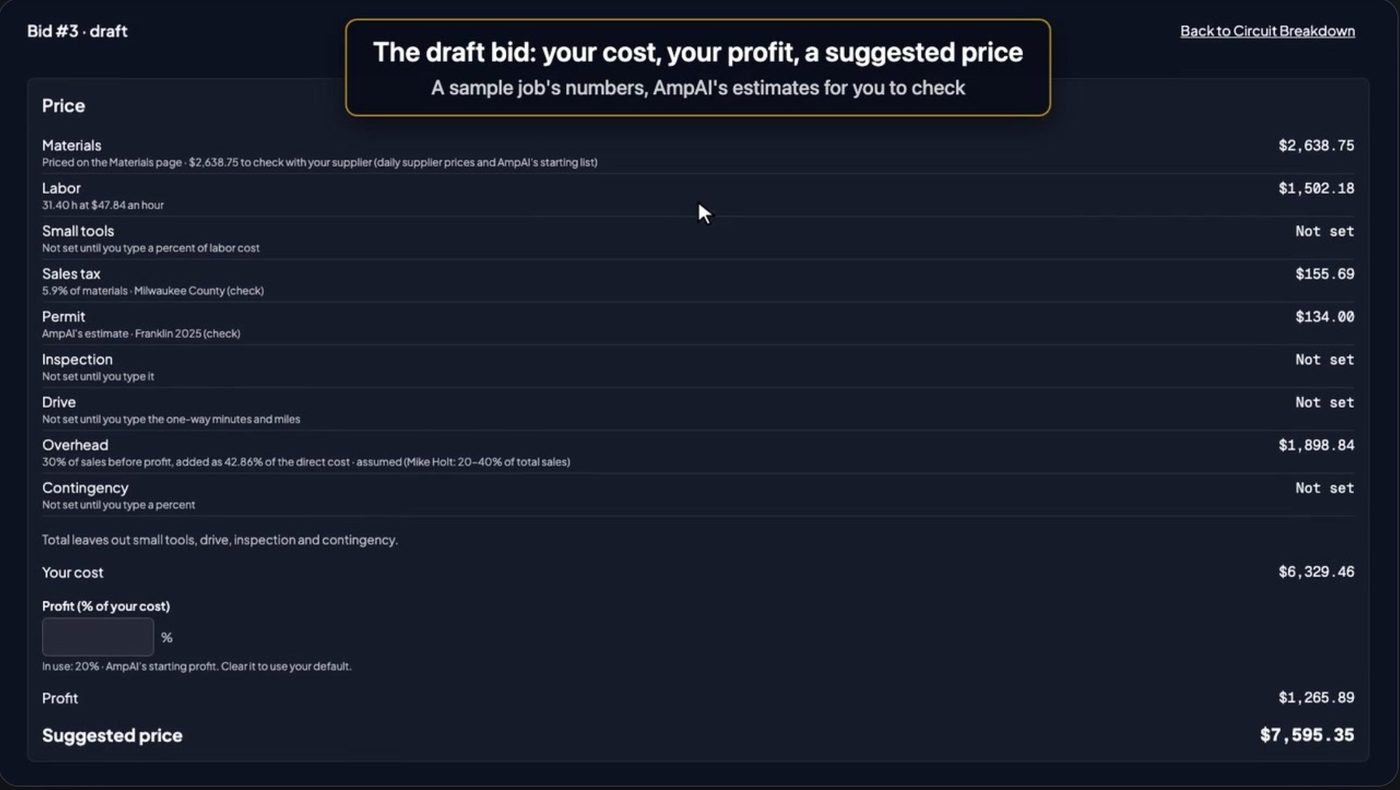 Bid #3 · draft
Back to Circuit Breakdown
The draft bid: your cost, your profit, a suggested price
A sample job's numbers, AmpAI's estimates for you to check
Price
Materials
$2,638.75
Priced on the Materials page · $2,638.75 to check with your supplier (daily supplier prices and AmpAI's starting list)
Labor
$1,502.18
31.40 h at $47.84 an hour
Small tools
Not set
Not set until you type a percent of labor cost
Sales tax
$155.69
5.9% of materials · Milwaukee County (check)
Permit
$134.00
AmpAI's estimate · Franklin 2025 (check)
Inspection
Not set
Not set until you type it
Drive
Not set
Not set until you type the one-way minutes and miles
Overhead
$1,898.84
30% of sales before profit, added as 42.86% of the direct cost · assumed (Mike Holt: 20–40% of total sales)
Contingency
Not set
Not set until you type a percent
Total leaves out small tools, drive, inspection and contingency.
Your cost
$6,329.46
Profit (% of your cost)
%
In use: 20% · AmpAI's starting profit. Clear it to use your default.
Profit
$1,265.89
Suggested price
$7,595.35